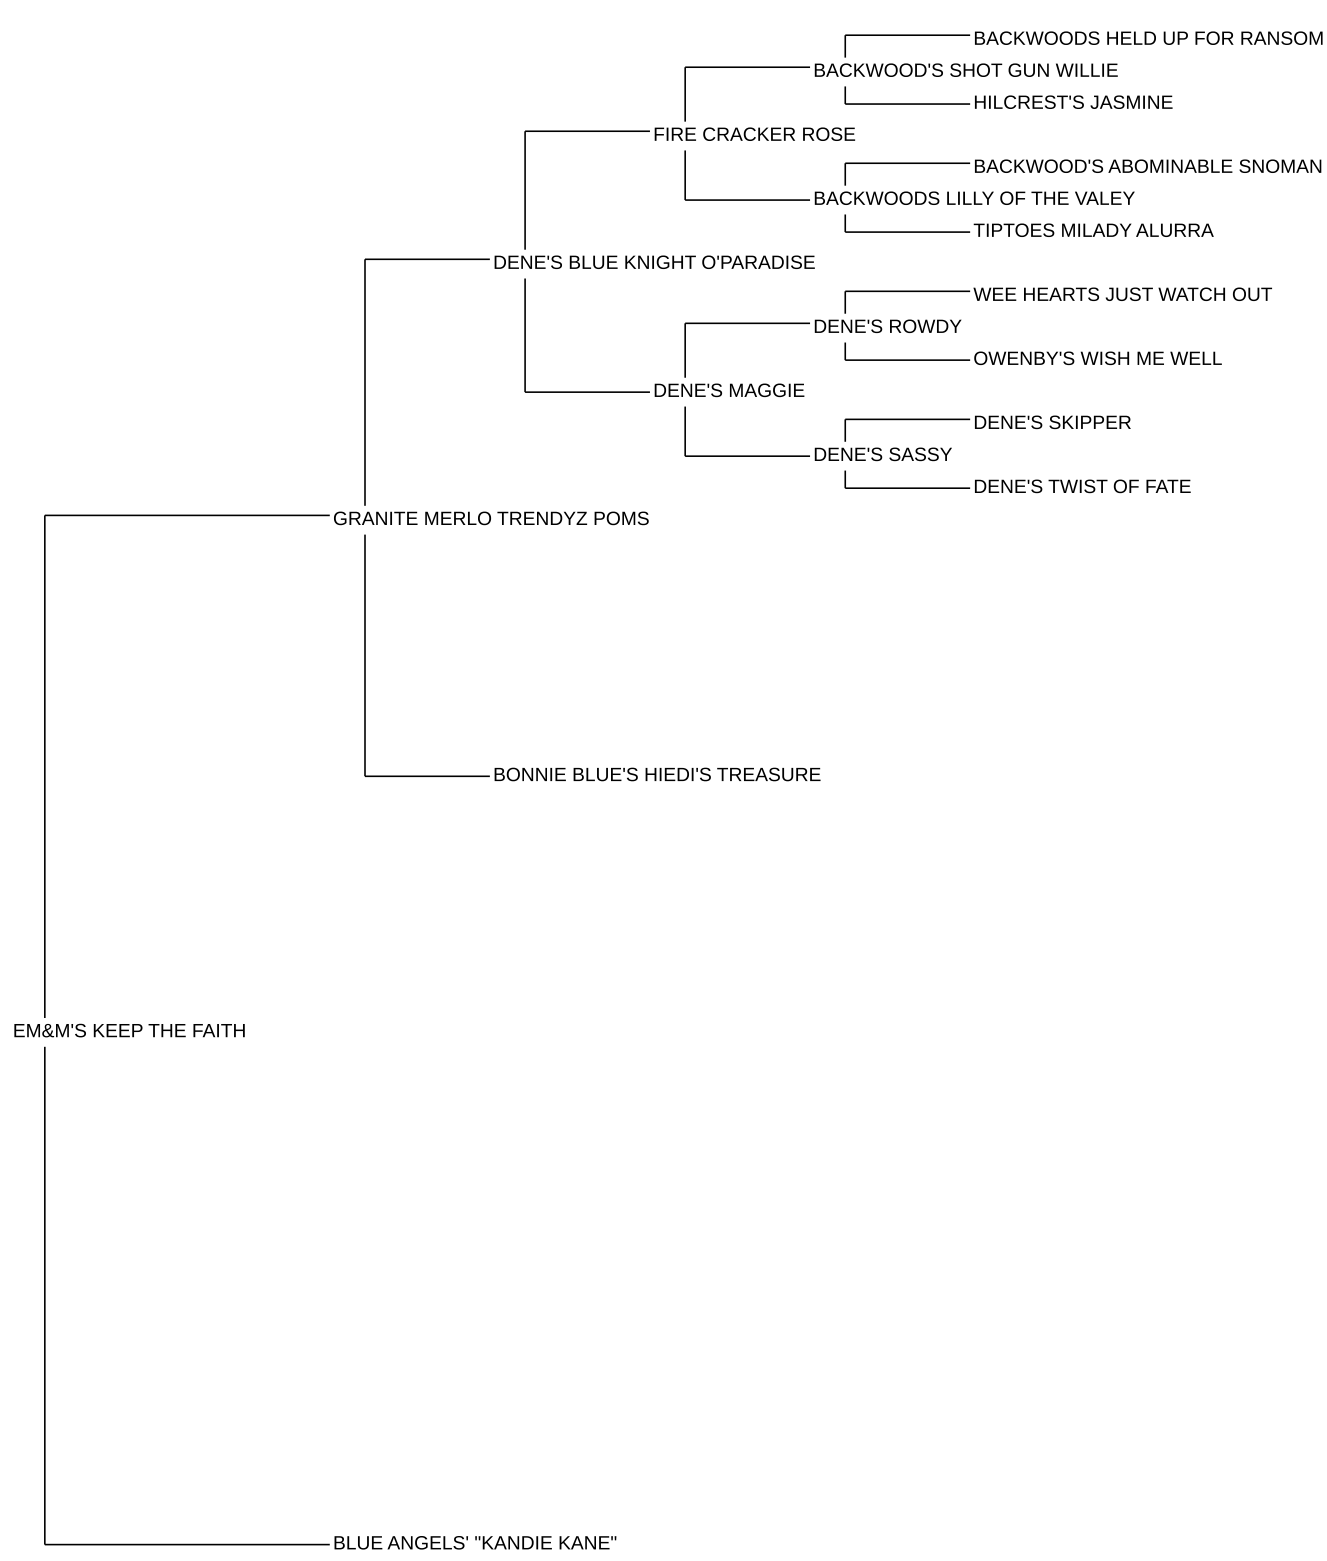 BACKWOODS HELD UP FOR RANSOM
BACKWOOD'S SHOT GUN WILLIE
HILCREST'S JASMINE
FIRE CRACKER ROSE
BACKWOOD'S ABOMINABLE SNOMAN
BACKWOODS LILLY OF THE VALEY
TIPTOES MILADY ALURRA
DENE'S BLUE KNIGHT O'PARADISE
WEE HEARTS JUST WATCH OUT
DENE'S ROWDY
OWENBY'S WISH ME WELL
DENE'S MAGGIE
DENE'S SKIPPER
DENE'S SASSY
DENE'S TWIST OF FATE
GRANITE MERLO TRENDYZ POMS
BONNIE BLUE'S HIEDI'S TREASURE
EM&M'S KEEP THE FAITH
BLUE ANGELS' "KANDIE KANE"